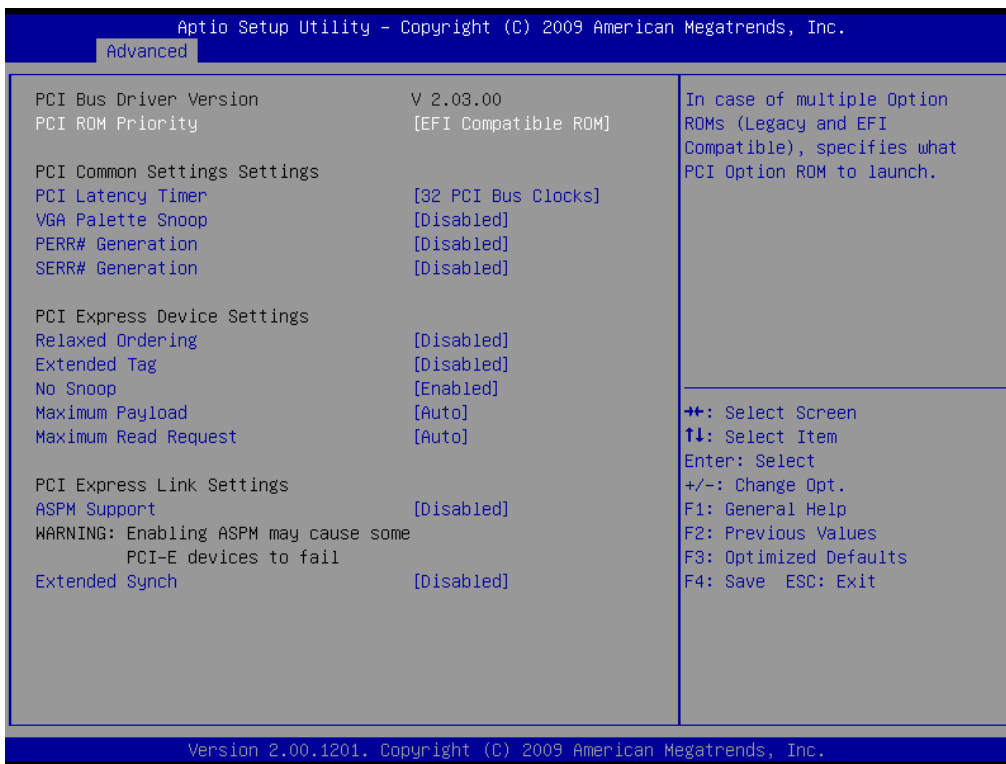 Aptio Setup Utility – Copyright (C) 2009 American Megatrends, Inc.
Advanced
PCI Bus Driver Version V 2.03.00
PCI ROM Priority [EFI Compatible ROM]
PCI Common Settings Settings
PCI Latency Timer [32 PCI Bus Clocks]
VGA Palette Snoop [Disabled]
PERR# Generation [Disabled]
SERR# Generation [Disabled]
PCI Express Device Settings
Relaxed Ordering [Disabled]
Extended Tag [Disabled]
No Snoop [Enabled]
Maximum Payload [Auto]
Maximum Read Request [Auto]
PCI Express Link Settings
ASPM Support [Disabled]
WARNING: Enabling ASPM may cause some
PCI-E devices to fail
Extended Synch [Disabled]
In case of multiple Option
ROMs (Legacy and EFI
Compatible), specifies what
PCI Option ROM to launch.
→←: Select Screen
↑↓: Select Item
Enter: Select
+/-: Change Opt.
F1: General Help
F2: Previous Values
F3: Optimized Defaults
F4: Save ESC: Exit
Version 2.00.1201. Copyright (C) 2009 American Megatrends, Inc.